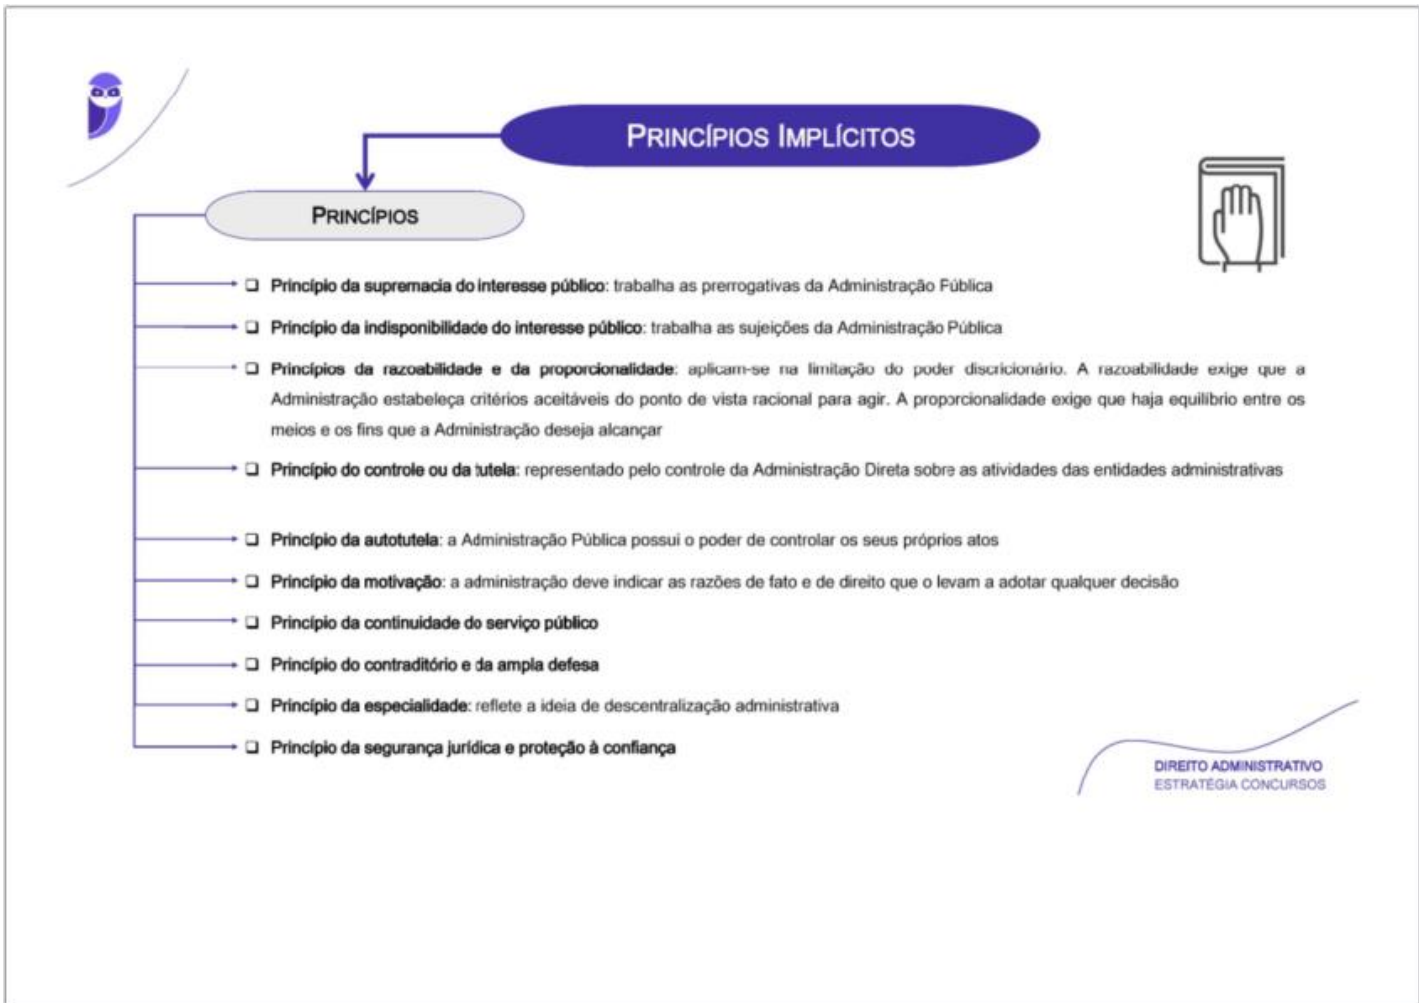 PRINCÍPIOS IMPLÍCITOS
PRINCÍPIOS
❑ Princípio da supremacia do interesse público: trabalha as prerrogativas da Administração Pública
❑ Princípio da indisponibilidade do interesse público: trabalha as sujeições da Administração Pública
❑ Princípios da razoabilidade e da proporcionalidade: aplicam-se na limitação do poder discricionário. A razoabilidade exige que a
Administração estabeleça critérios aceitáveis do ponto de vista racional para agir. A proporcionalidade exige que haja equilíbrio entre os
meios e os fins que a Administração deseja alcançar
❑ Princípio do controle ou da tutela: representado pelo controle da Administração Direta sobre as atividades das entidades administrativas
❑ Princípio da autotutela: a Administração Pública possui o poder de controlar os seus próprios atos
❑ Princípio da motivação: a administração deve indicar as razões de fato e de direito que o levam a adotar qualquer decisão
❑ Princípio da continuidade do serviço público
❑ Princípio do contraditório e da ampla defesa
❑ Princípio da especialidade: reflete a ideia de descentralização administrativa
❑ Princípio da segurança jurídica e proteção à confiança
DIREITO ADMINISTRATIVO
ESTRATÉGIA CONCURSOS